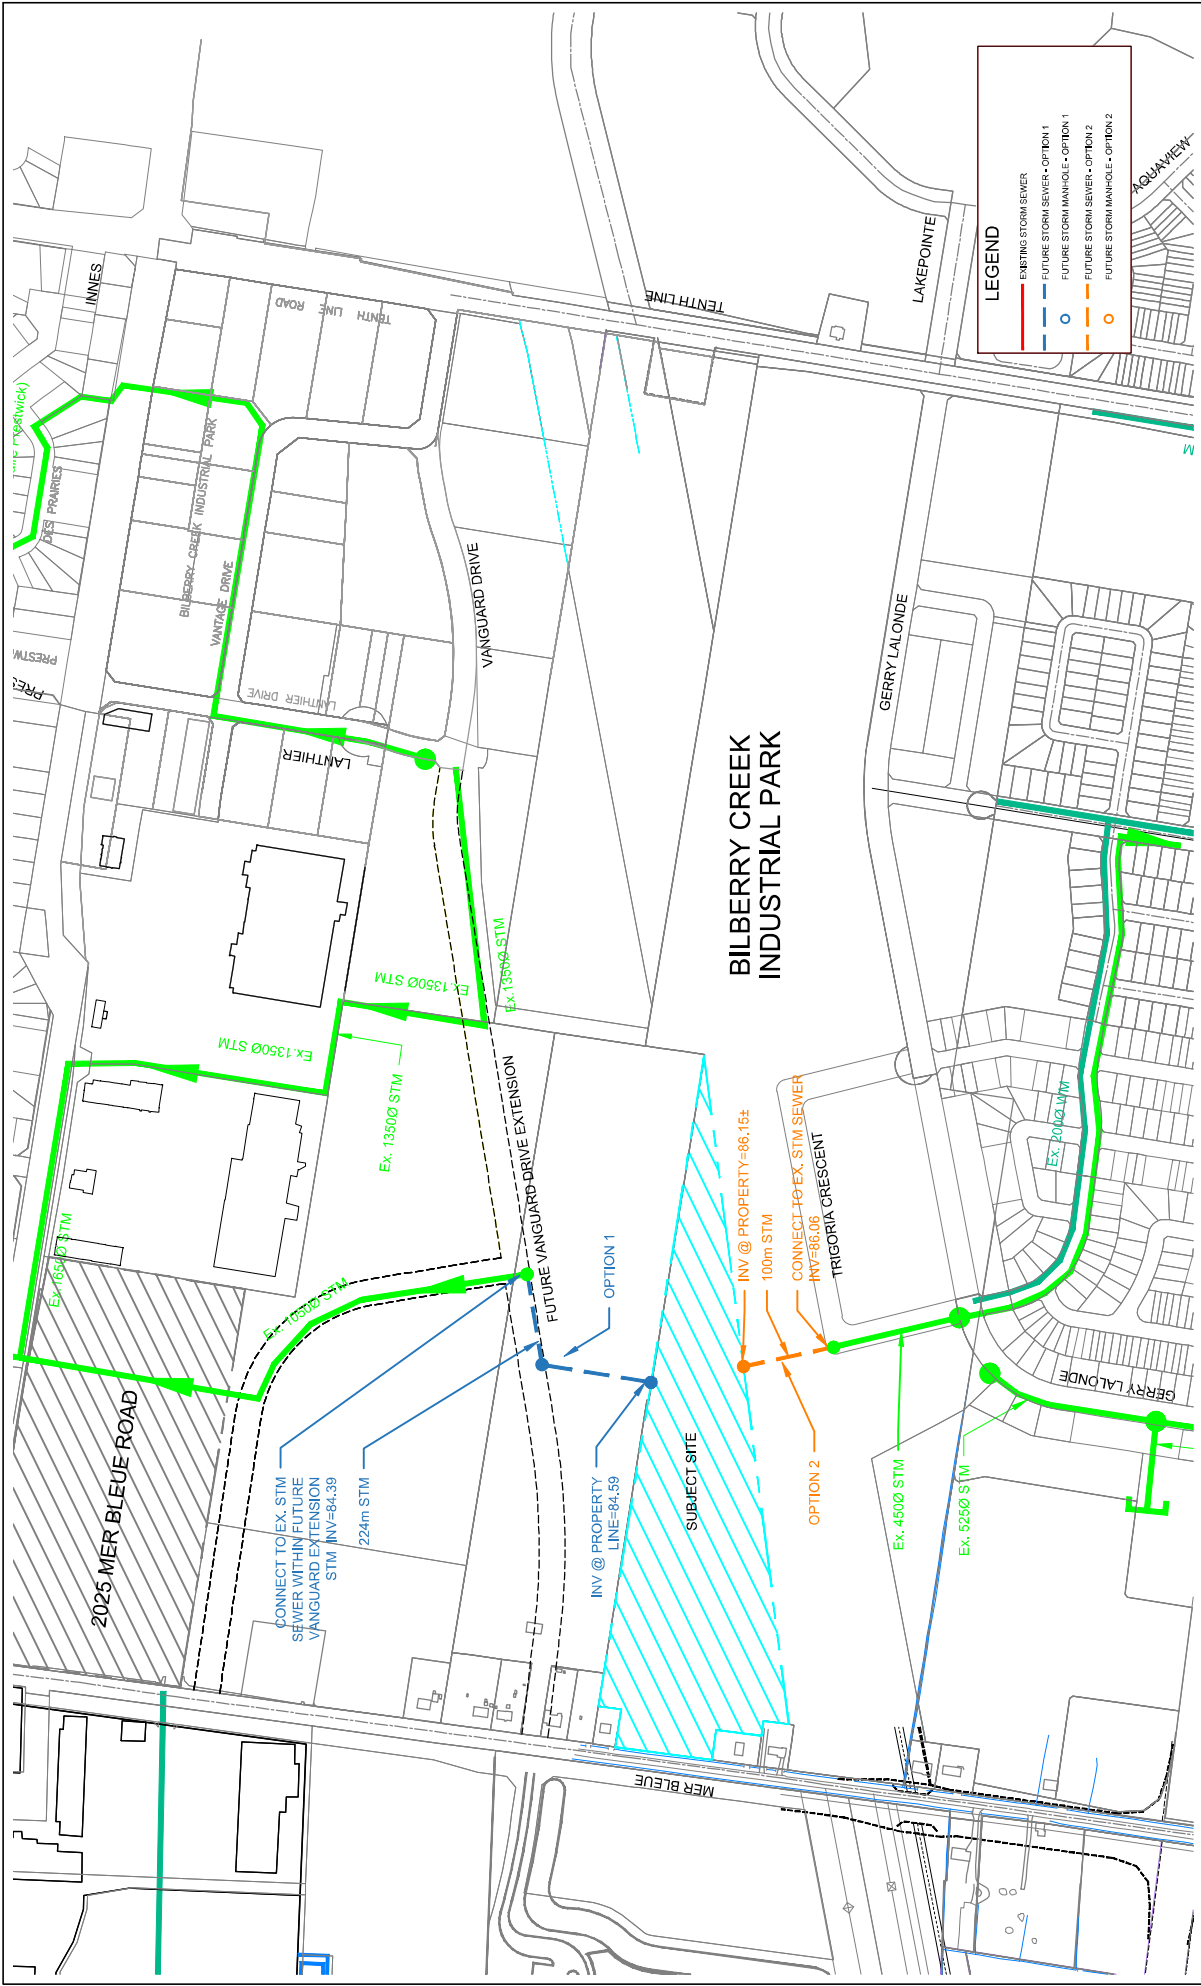 LEGEND
EXISTING STORM SEWER
FUTURE STORM SEWER - OPTION 1
FUTURE STORM MANHOLE - OPTION 1
FUTURE STORM SEWER - OPTION 2
FUTURE STORM MANHOLE - OPTION 2
INNES
DES PRAIRIES
TENTH LINE ROAD
BILBERRY CREEK INDUSTRIAL PARK
VANTAGE DRIVE
LANTHIER DRIVE
LANTHIER
VANGUARD DRIVE
TENTH LINE
LAKEPOINTE
AQUAVIEW
GERRY LALONDE
BILBERRY CREEK
INDUSTRIAL PARK
Ex.1350Ø STM
Ex.1350Ø STM
Ex.1350Ø STM
Ex. 1350Ø STM
Ex.1650Ø STM
Ex. 1050Ø STM
FUTURE VANGUARD DRIVE EXTENSION
2025 MER BLEUE ROAD
CONNECT TO EX. STM
SEWER WITHIN FUTURE
VANGUARD EXTENSION
STM INV=84.39
224m STM
OPTION 1
INV @ PROPERTY
LINE=84.59
SUBJECT SITE
INV @ PROPERTY=86.15±
100m STM
CONNECT TO EX. STM SEWER
INV=86.06
TRIGORIA CRESCENT
OPTION 2
Ex. 200Ø WM
Ex. 450Ø STM
Ex. 525Ø STM
GERRY LALONDE
MER BLEUE